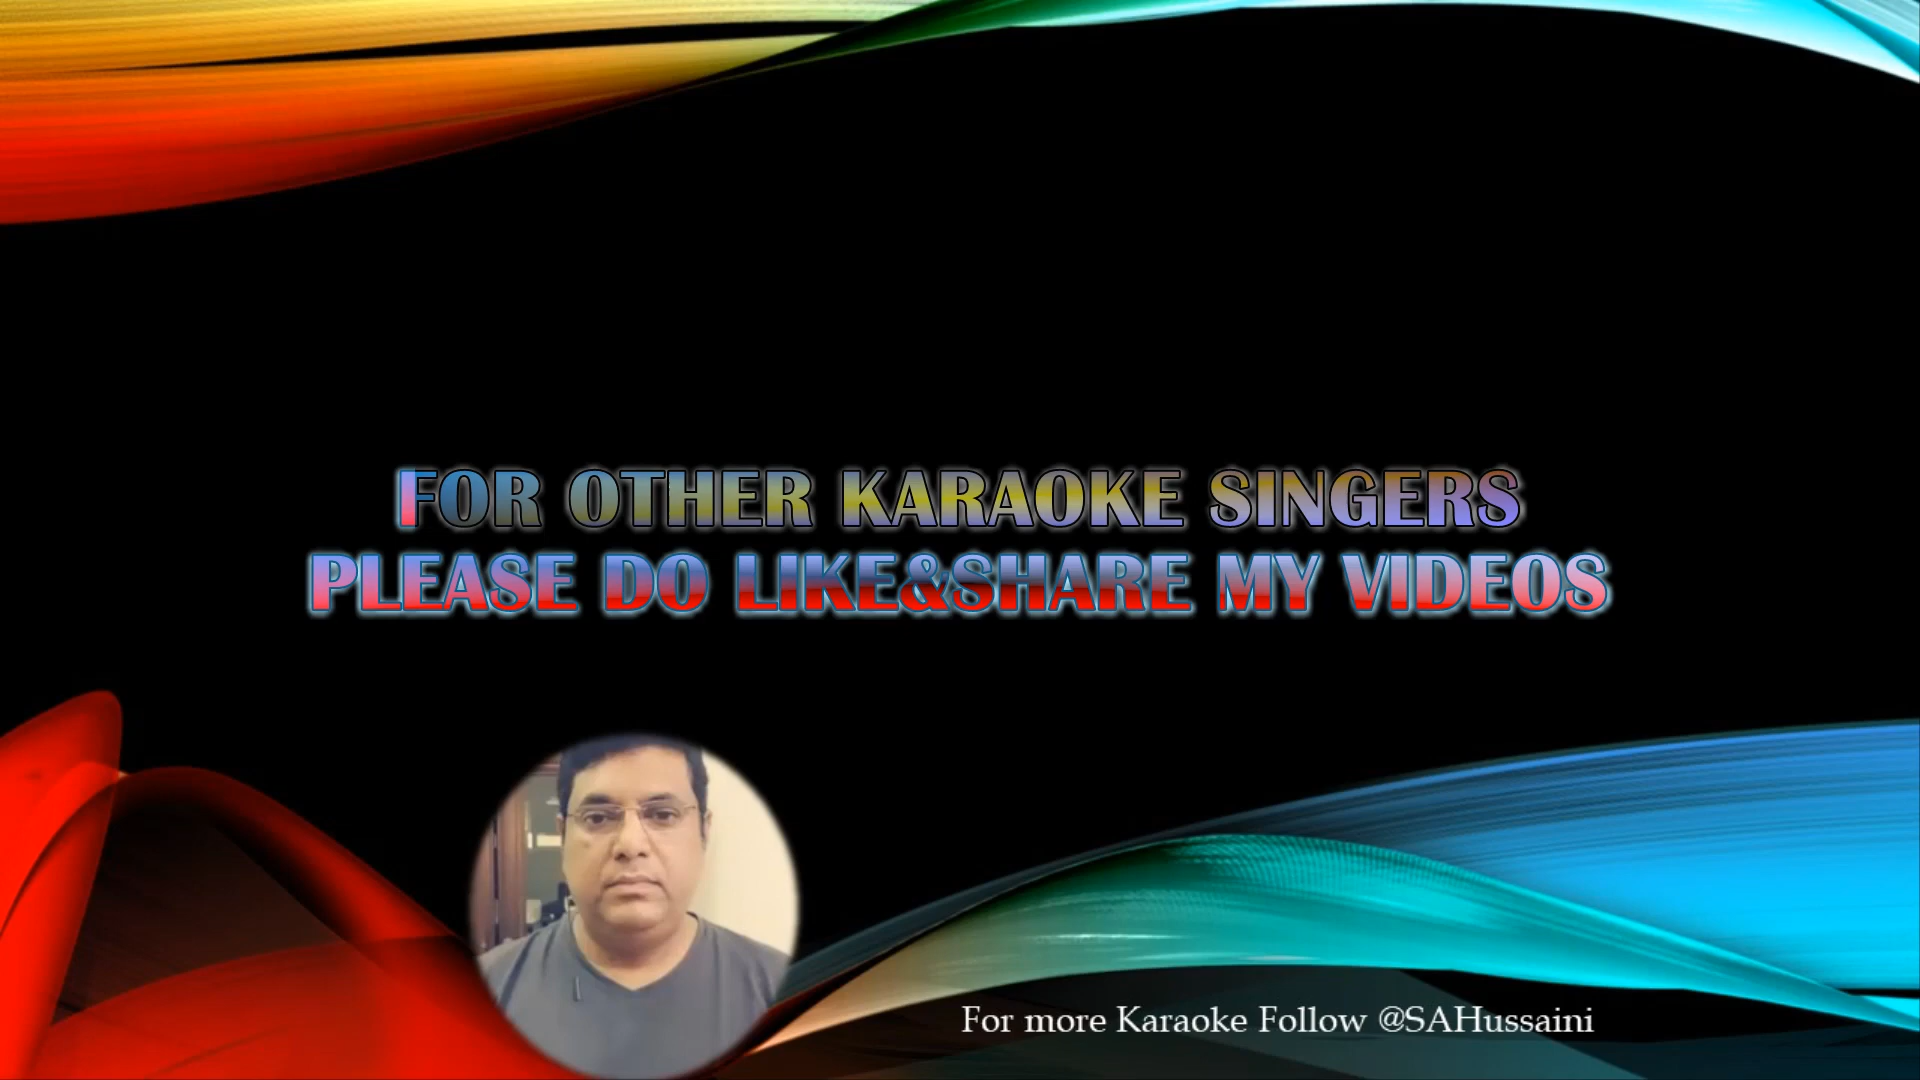 FOR OTHER KARAOKE SINGERS
PLEASE DO LIKE&SHARE MY VIDEOS
For more Karaoke Follow @SAHussaini